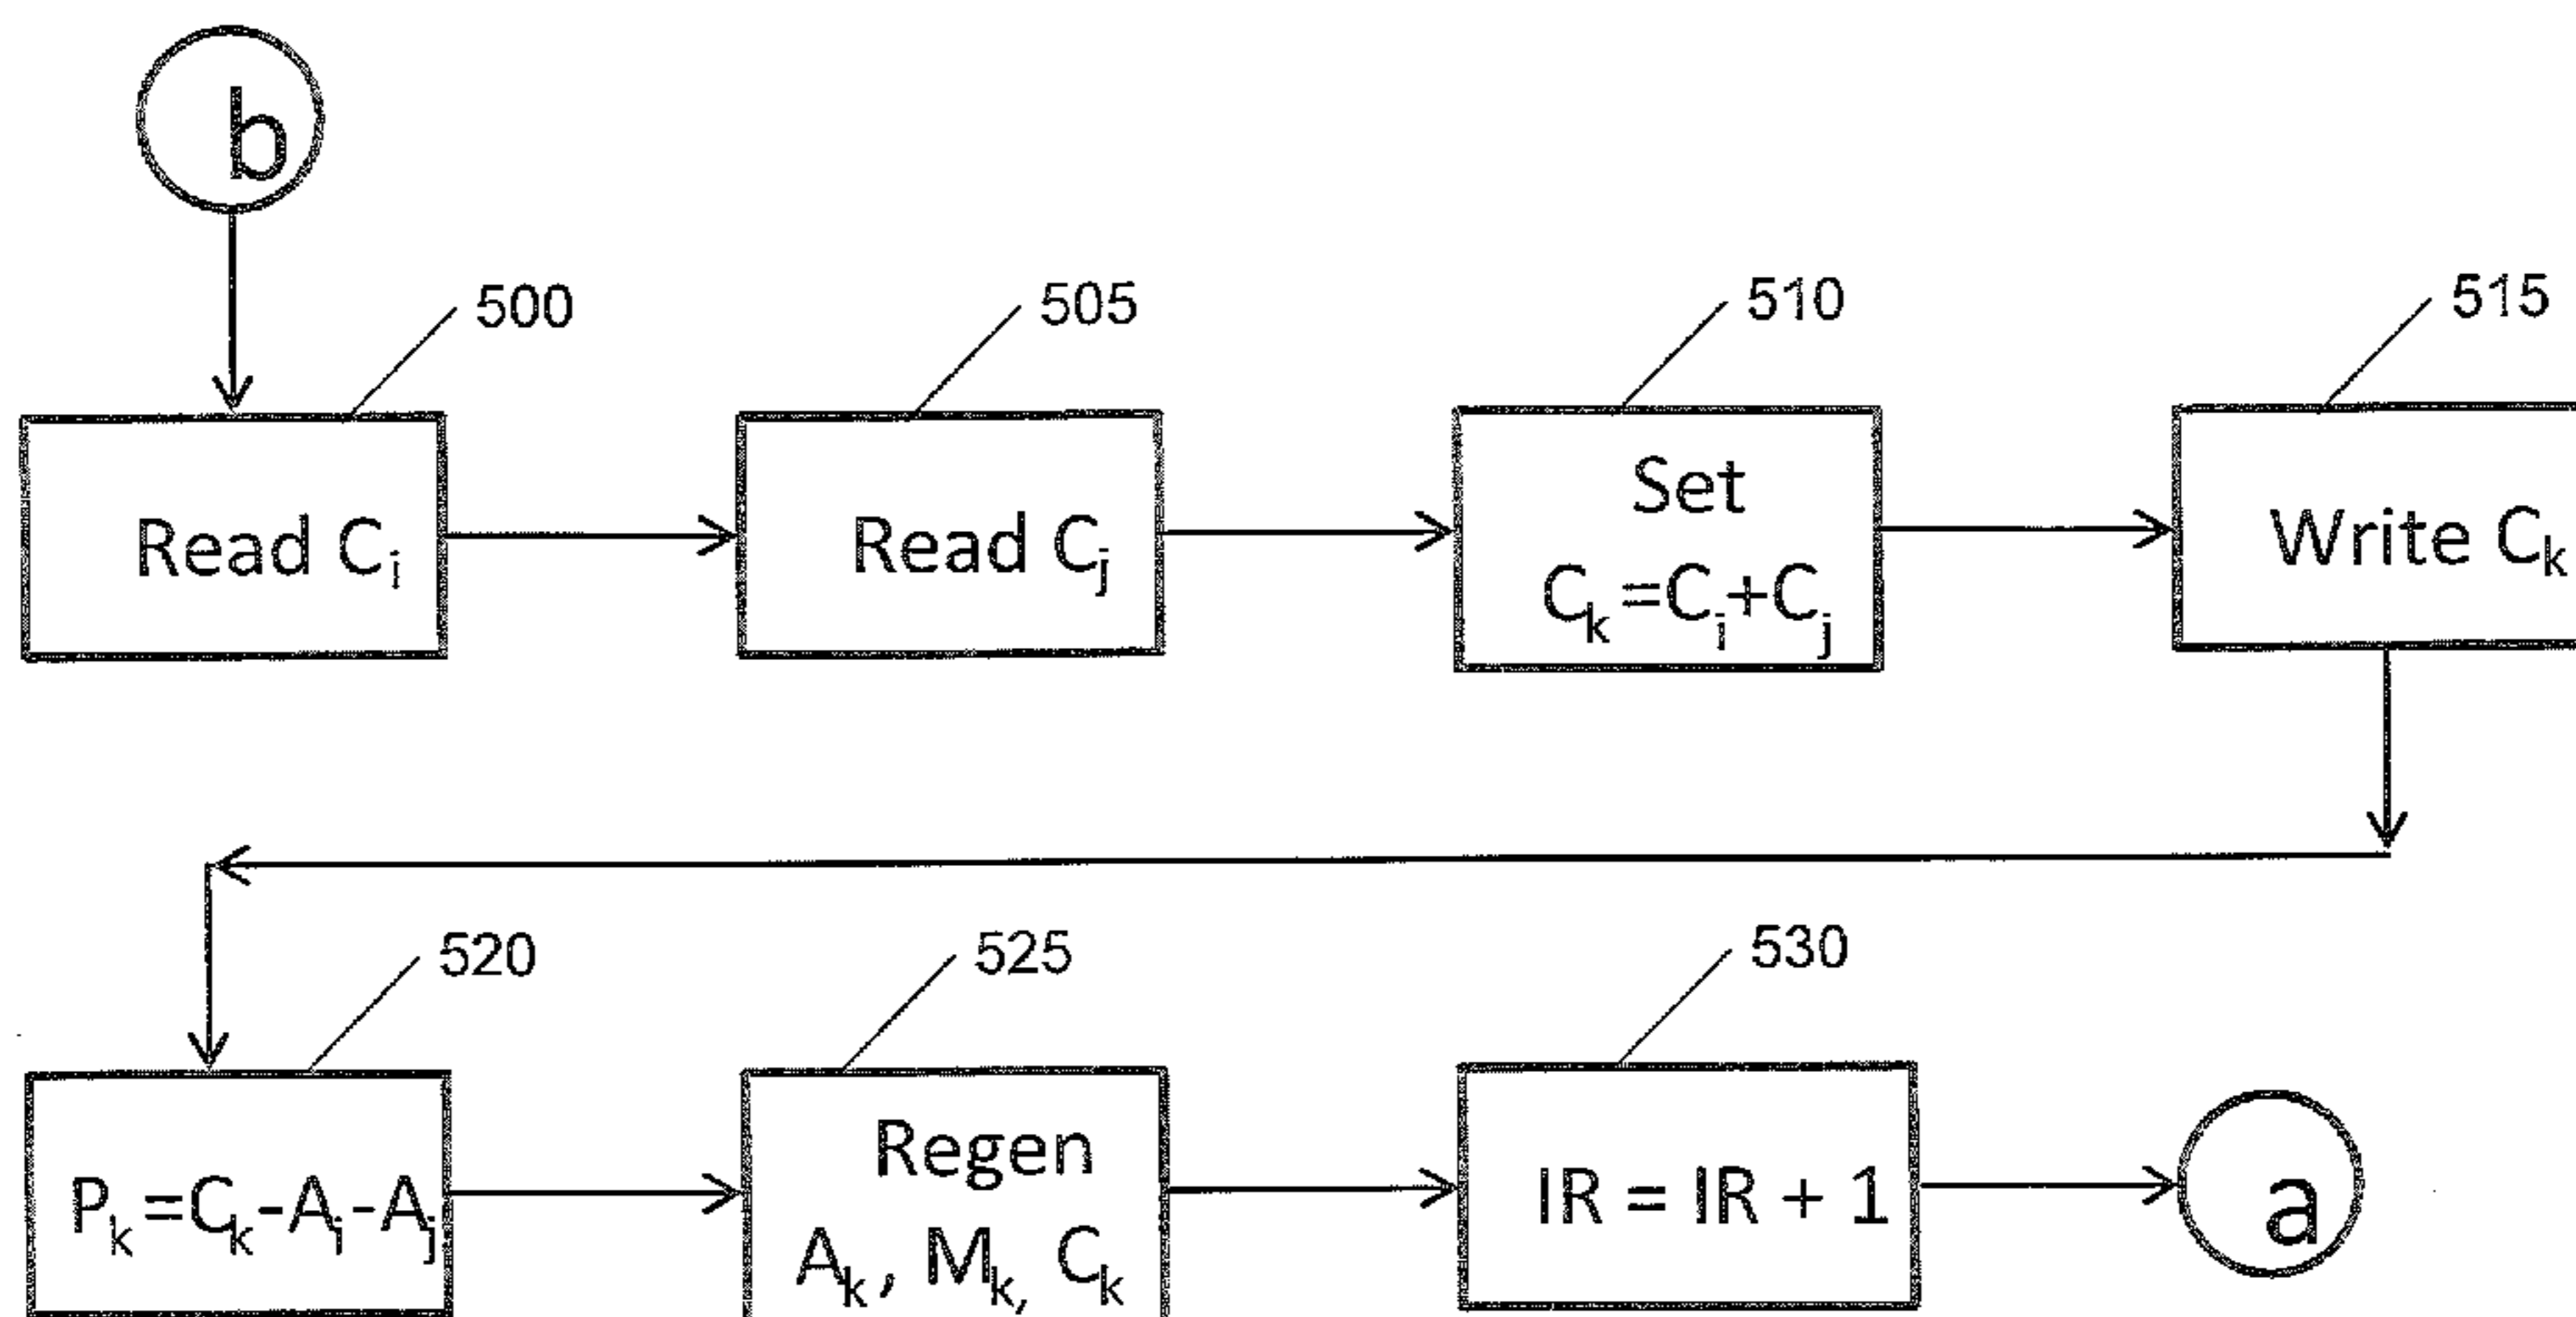 b
500
505
510
515
Read Cᵢ
Read Cⱼ
Set
Cₖ=Cᵢ+Cⱼ
Write Cₖ
520
525
530
Pₖ=Cₖ-Aᵢ-Aⱼ
Regen
Aₖ, Mₖ, Cₖ
IR = IR + 1
a